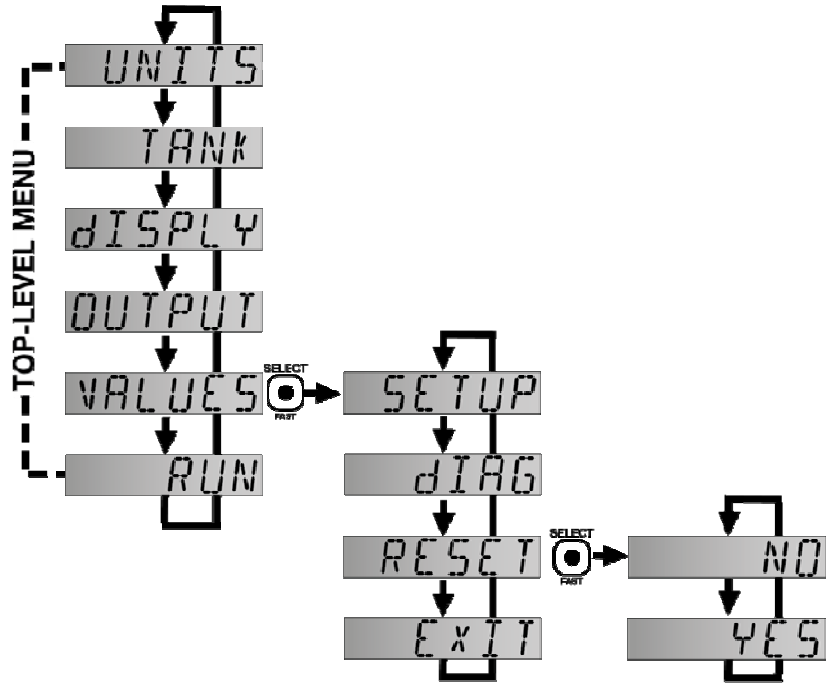 TOP-LEVEL MENU
UNITS
TANK
dISPLY
OUTPUT
VALUES
SELECT
FAST
RUN
SETUP
dIAG
RESET
SELECT
FAST
ExIT
NO
YES